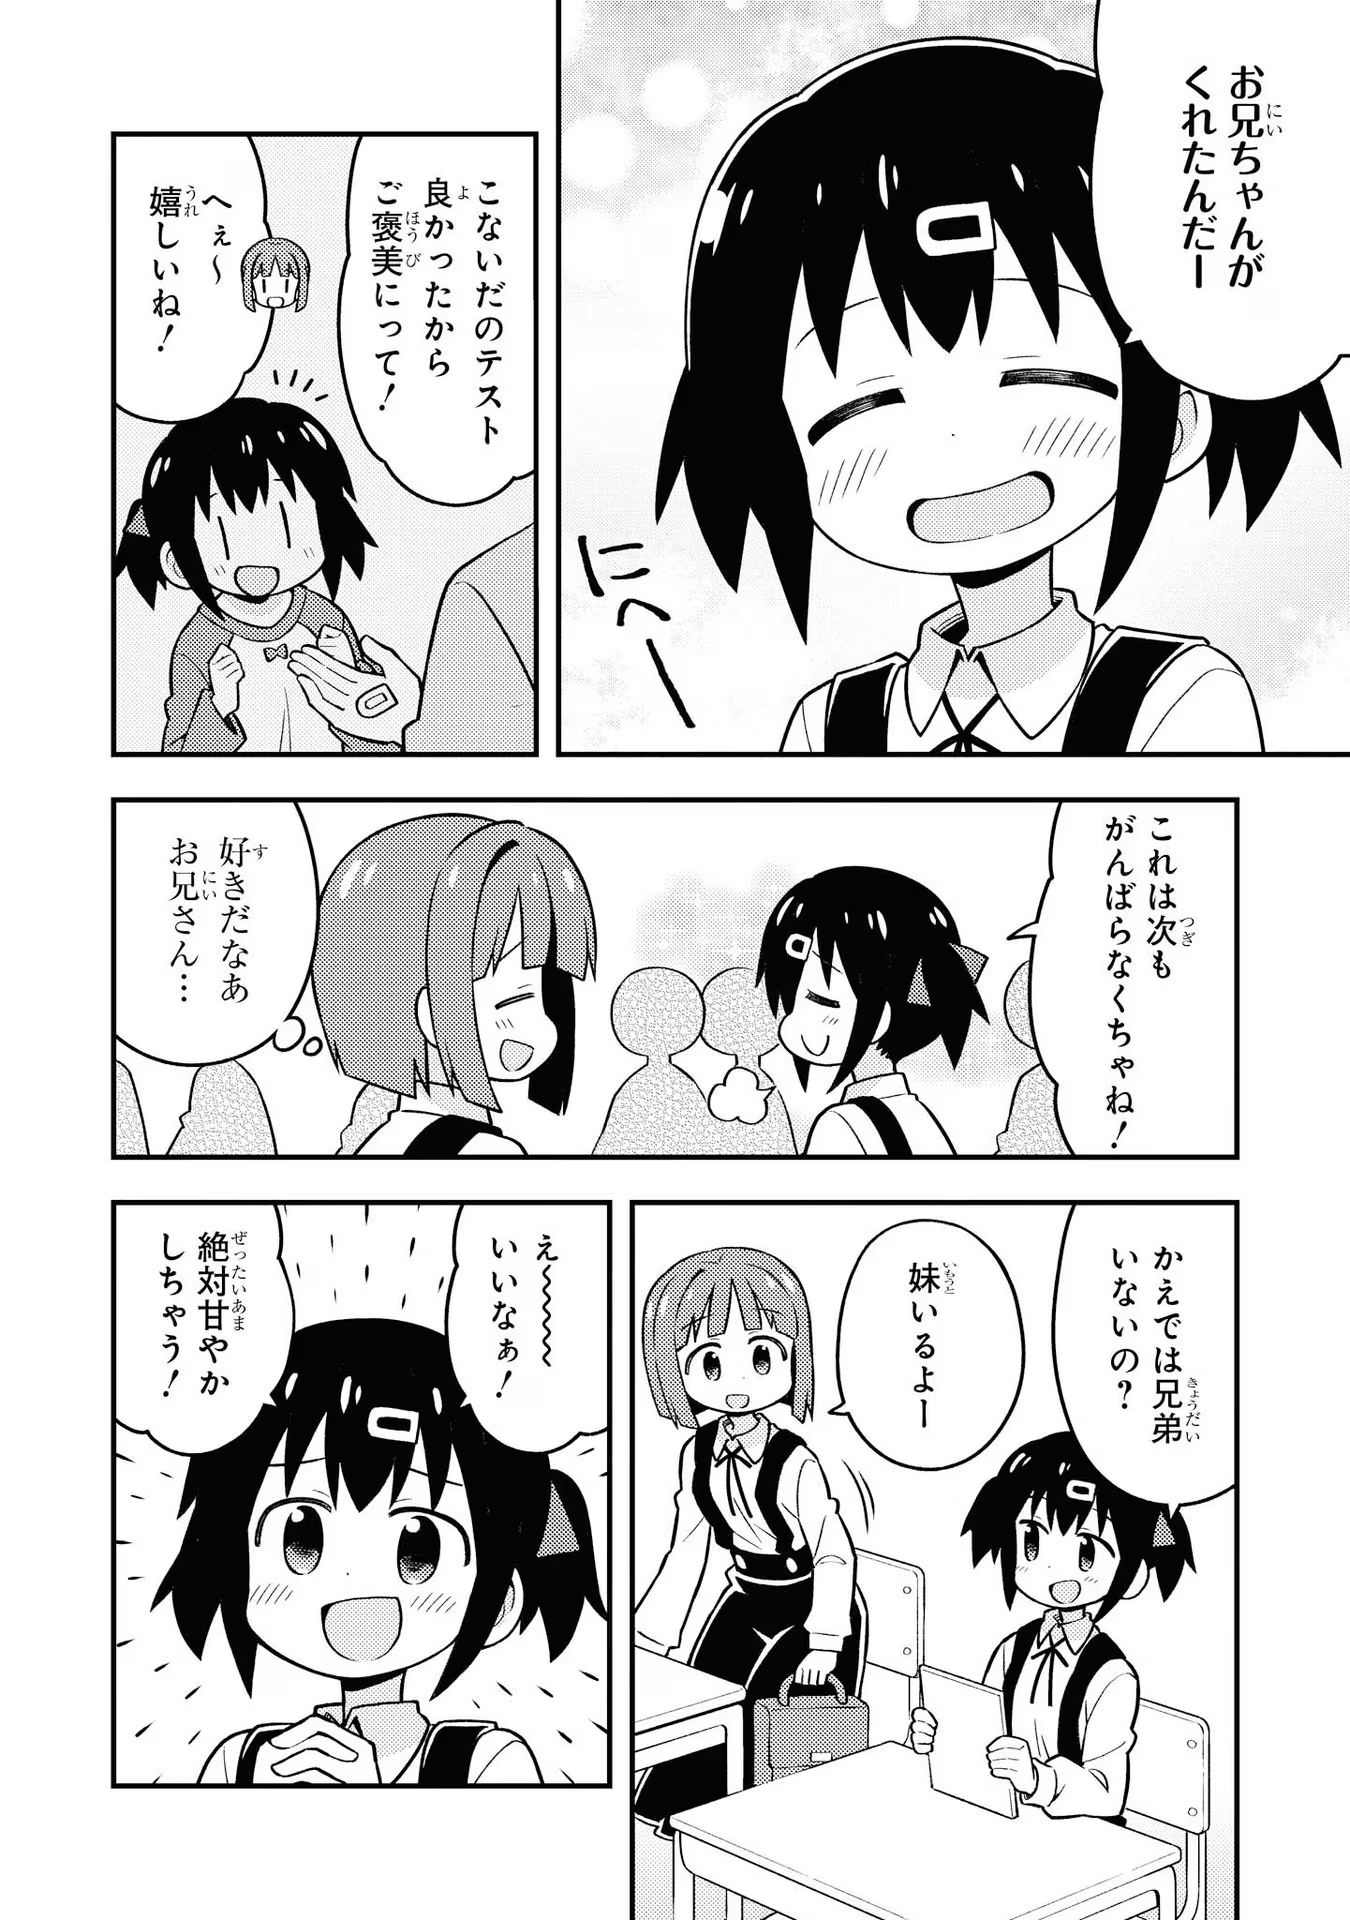 お兄ちゃんが
くれたんだー
にへー
こないだのテスト
良かったから
ご褒美にって！
へぇ〜
嬉しいね！
これは次も
がんばらなくちゃね！
好きだなあ
お兄さん…
かえでは兄弟
いないの？
妹いるよー
え〜〜〜
いいなぁ！
絶対甘やか
しちゃう！